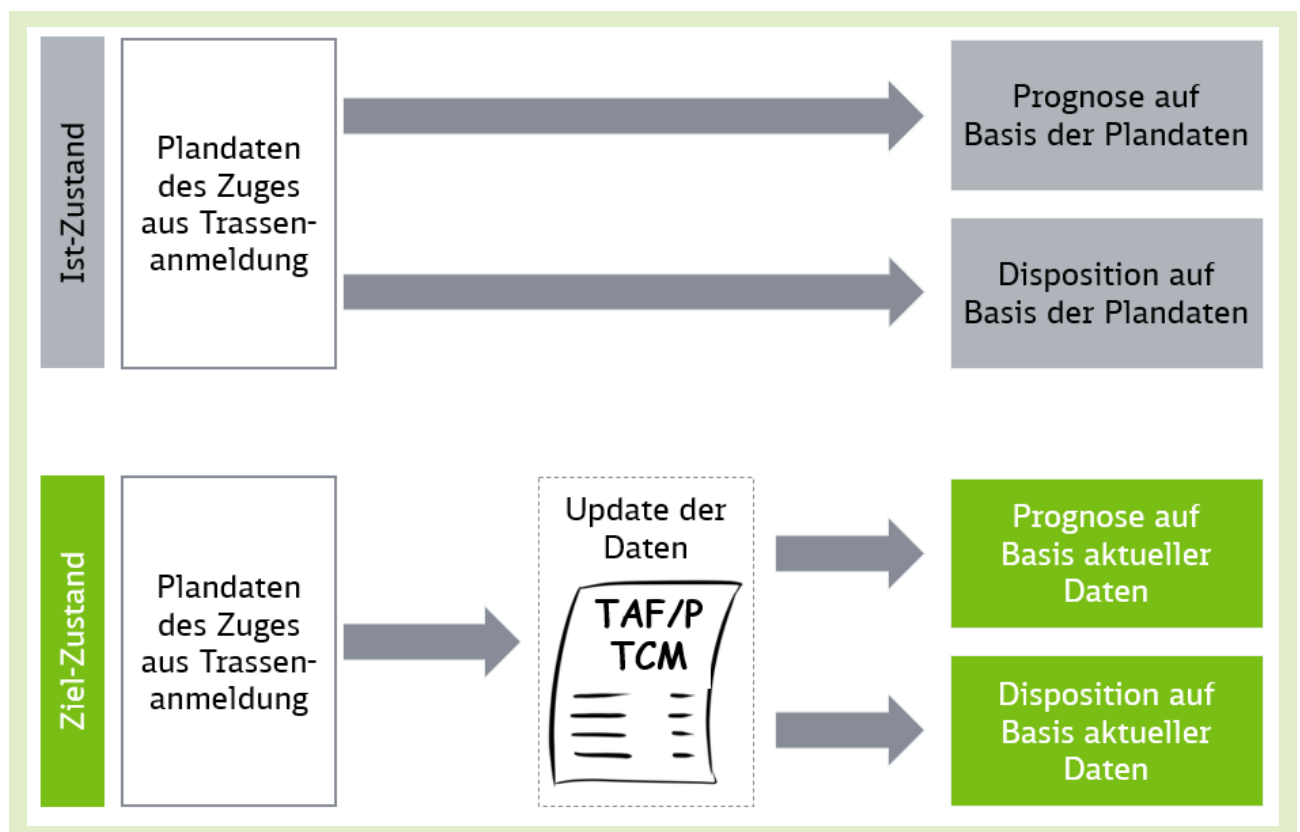 Ist-Zustand
Plandaten
des Zuges
aus Trassen-
anmeldung
Prognose auf
Basis der Plandaten
Disposition auf
Basis der Plandaten
Ziel-Zustand
Plandaten
des Zuges
aus Trassen-
anmeldung
Update der
Daten
TAF/P
TCM
Prognose auf
Basis aktueller
Daten
Disposition auf
Basis aktueller
Daten